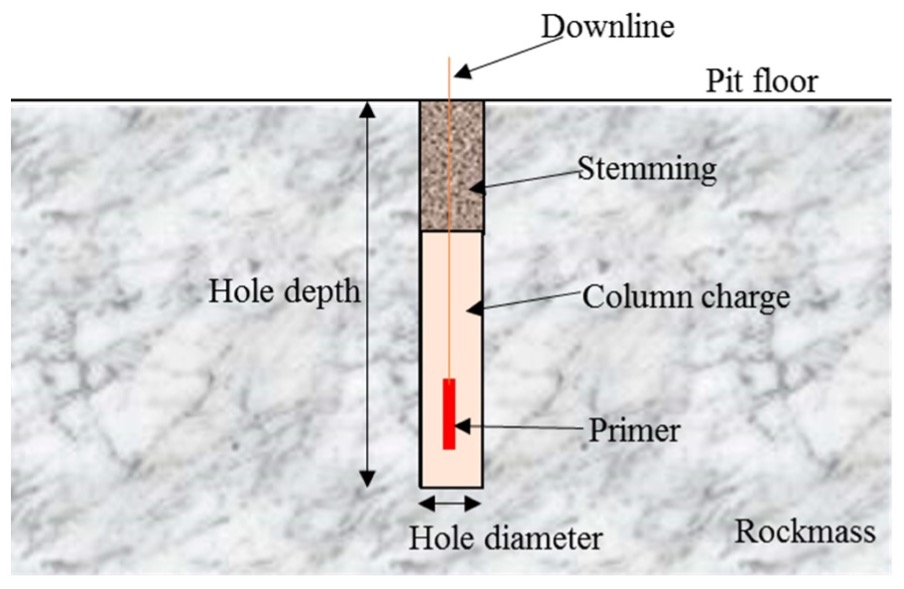 Downline
Pit floor
Stemming
Hole depth
Column charge
Primer
Hole diameter
Rockmass